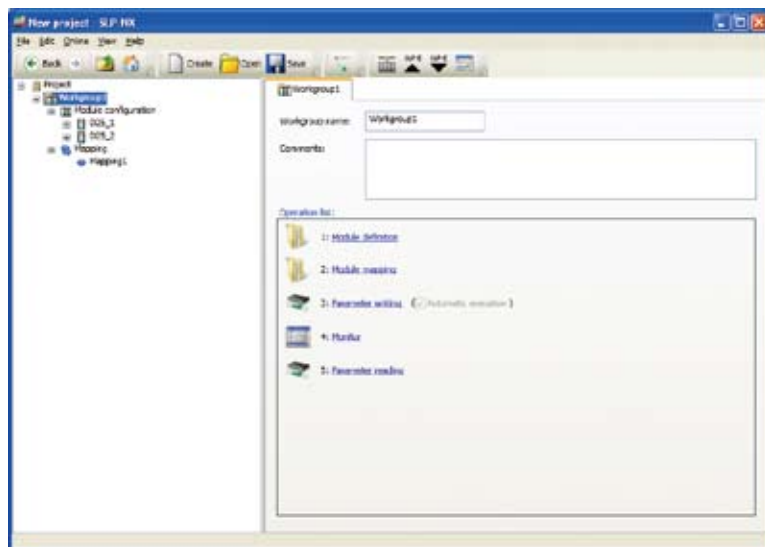 New project SLP-NX
File Edit Online View Help
Back Create Open Save
Project
Workgroup1
Module configuration
D05_1
D05_2
Mapping
Mapping1
Workgroup1
Workgroup name: Workgroup1
Comments:
Operation list:
1: Module definition
2: Module mapping
3: Parameter writing ( Automatic execution )
4: Monitor
5: Parameter reading